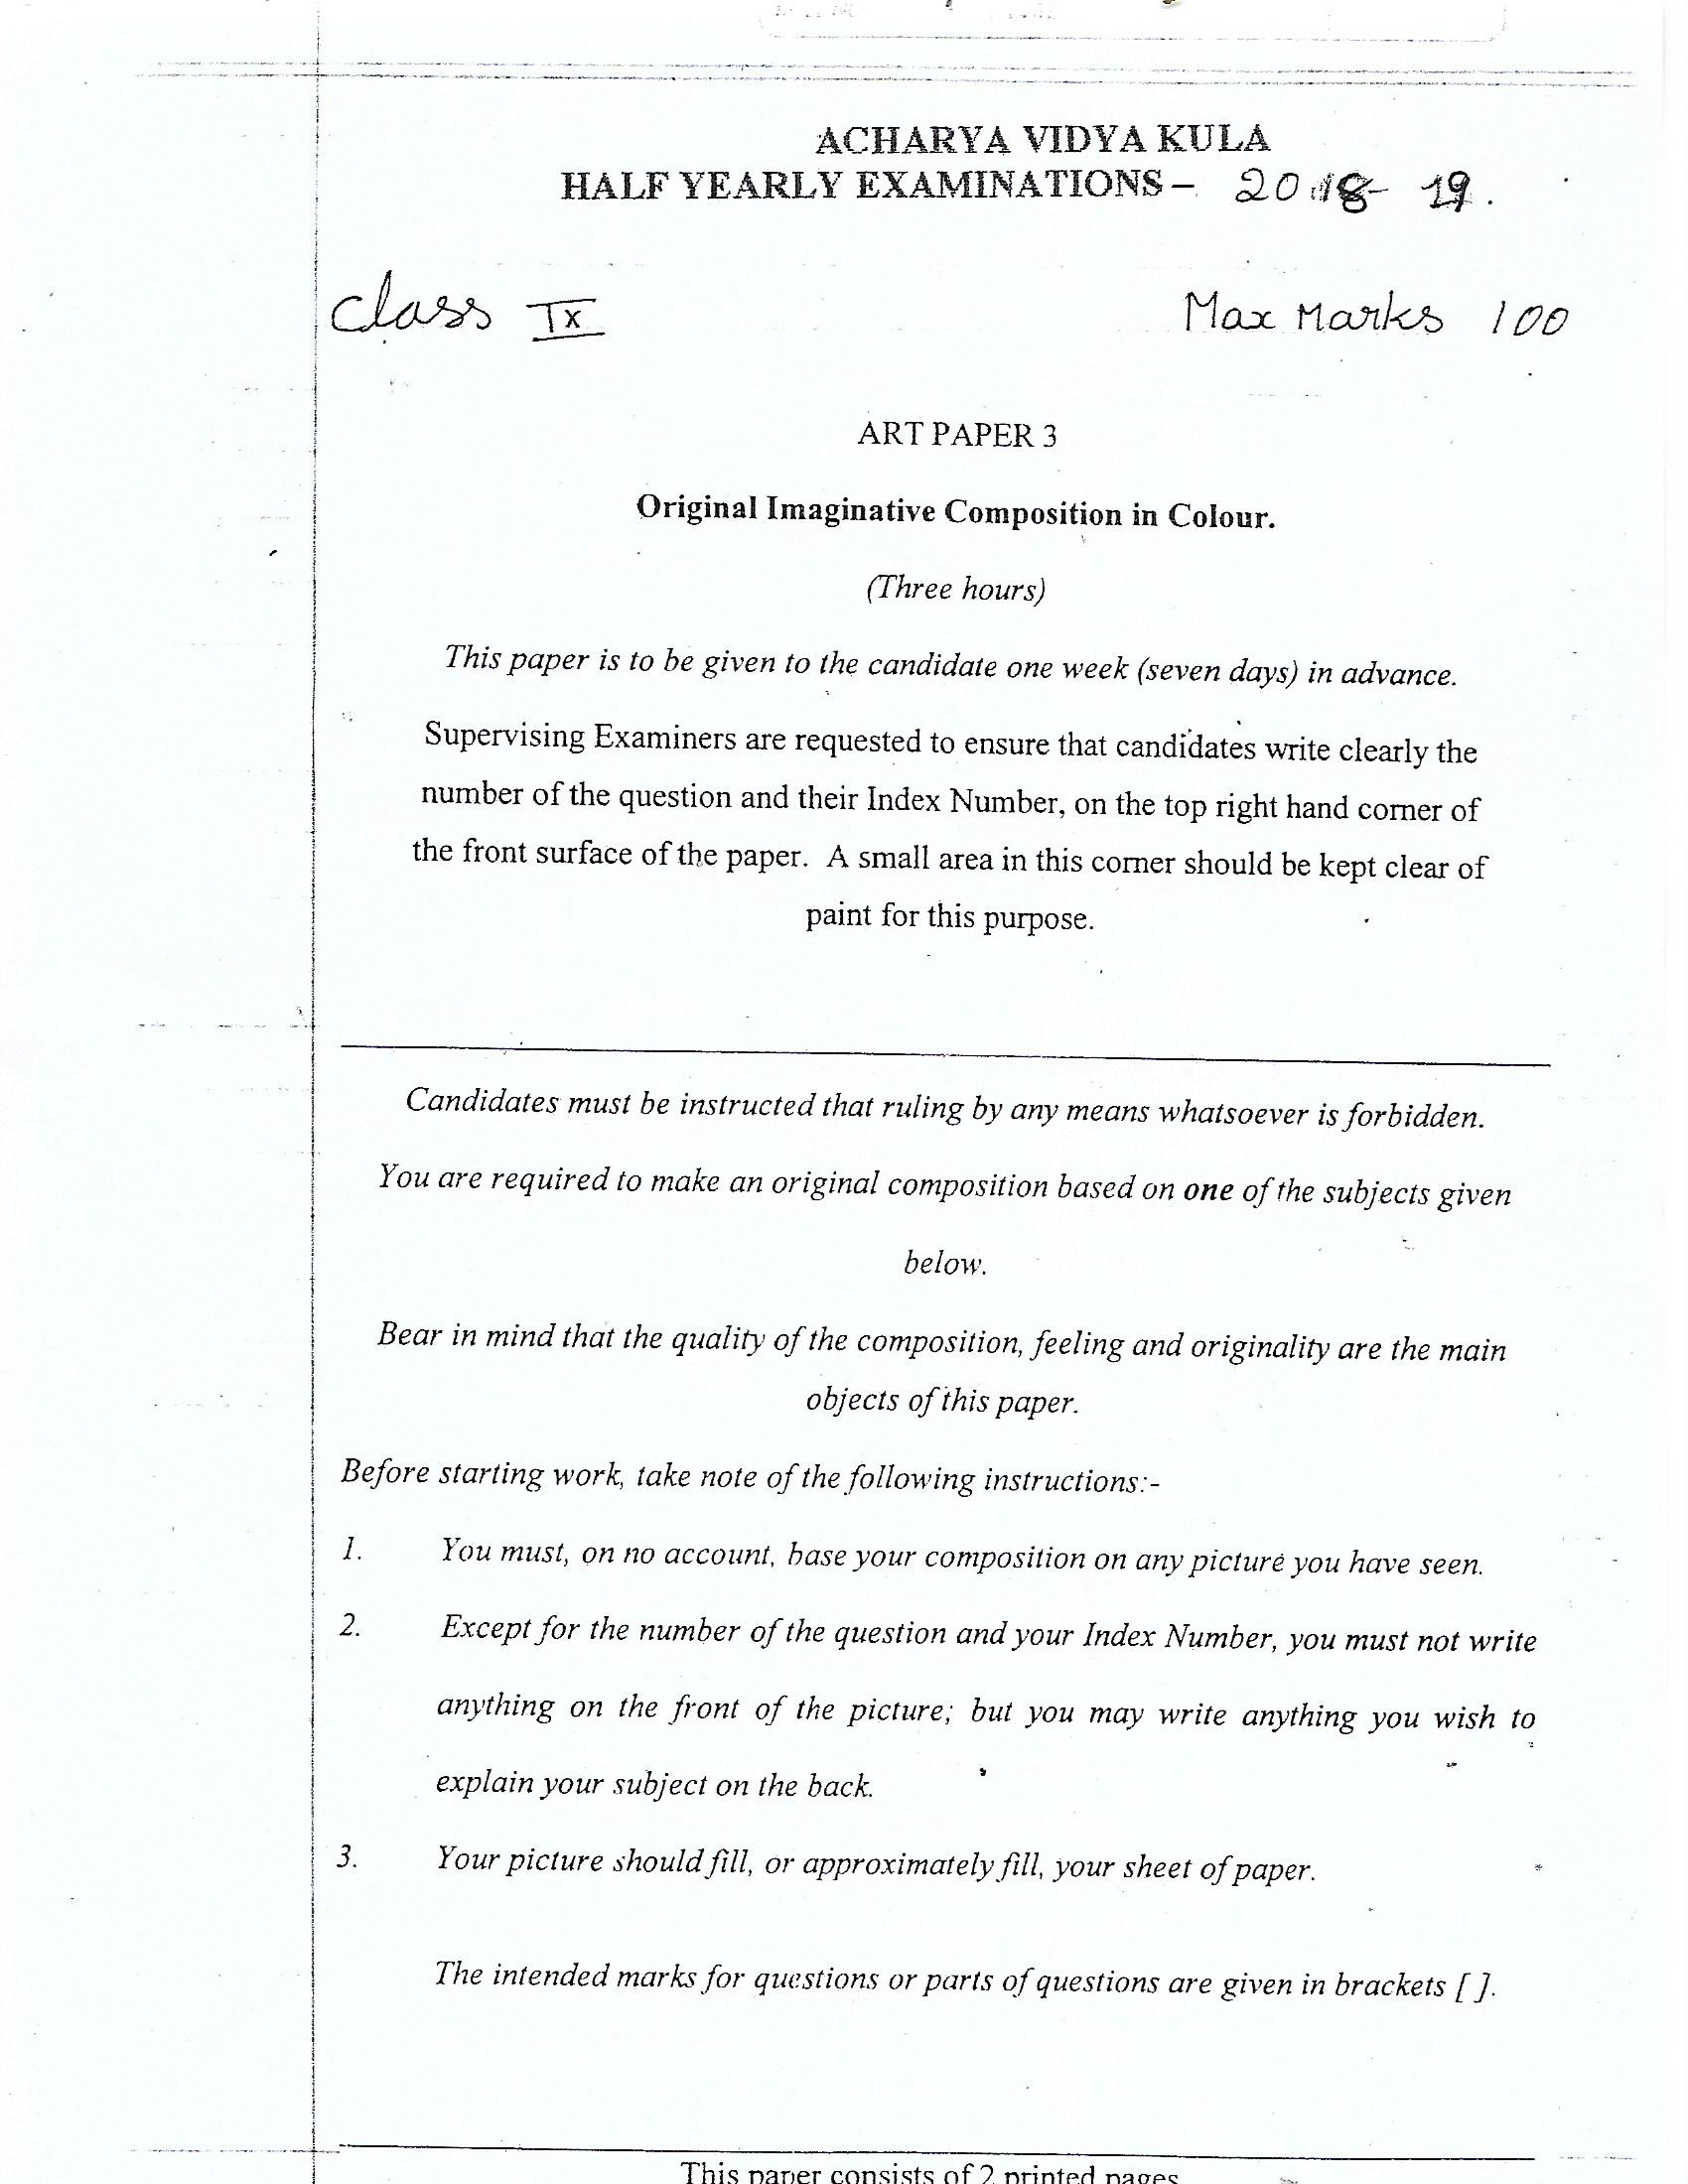 ACHARYA VIDYA KULA
HALF YEARLY EXAMINATIONS – 2018- 19.
Class IX Max Marks 100
ART PAPER 3
Original Imaginative Composition in Colour.
(Three hours)
This paper is to be given to the candidate one week (seven days) in advance.
Supervising Examiners are requested to ensure that candidates write clearly the
number of the question and their Index Number, on the top right hand corner of
the front surface of the paper. A small area in this corner should be kept clear of
paint for this purpose.
Candidates must be instructed that ruling by any means whatsoever is forbidden.
You are required to make an original composition based on one of the subjects given
below.
Bear in mind that the quality of the composition, feeling and originality are the main
objects of this paper.
Before starting work, take note of the following instructions:-
1. You must, on no account, base your composition on any picture you have seen.
2. Except for the number of the question and your Index Number, you must not write
anything on the front of the picture; but you may write anything you wish to
explain your subject on the back.
3. Your picture should fill, or approximately fill, your sheet of paper.
The intended marks for questions or parts of questions are given in brackets [ ].
This paper consists of 2 printed pages